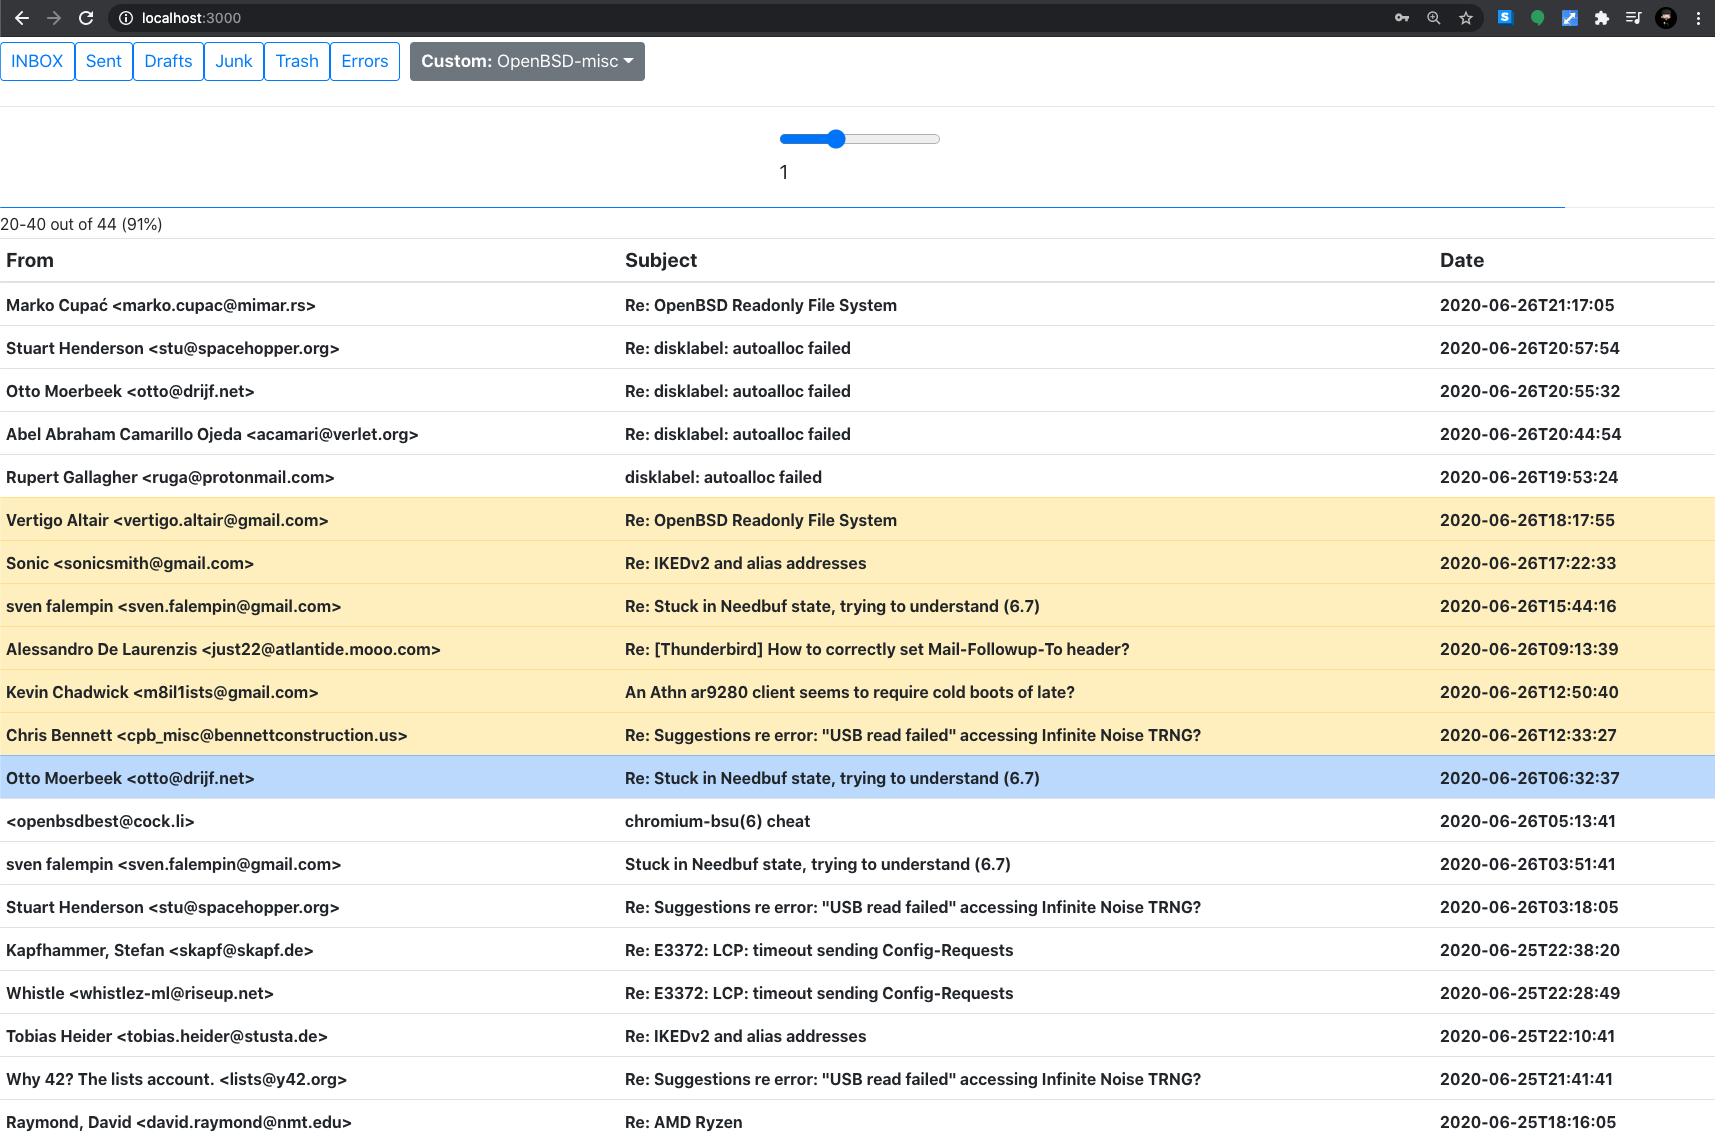 localhost:3000
INBOX Sent Drafts Junk Trash Errors Custom: OpenBSD-misc
1
20-40 out of 44 (91%)
From Subject Date
Marko Cupać <marko.cupac@mimar.rs> Re: OpenBSD Readonly File System 2020-06-26T21:17:05
Stuart Henderson <stu@spacehopper.org> Re: disklabel: autoalloc failed 2020-06-26T20:57:54
Otto Moerbeek <otto@drijf.net> Re: disklabel: autoalloc failed 2020-06-26T20:55:32
Abel Abraham Camarillo Ojeda <acamari@verlet.org> Re: disklabel: autoalloc failed 2020-06-26T20:44:54
Rupert Gallagher <ruga@protonmail.com> disklabel: autoalloc failed 2020-06-26T19:53:24
Vertigo Altair <vertigo.altair@gmail.com> Re: OpenBSD Readonly File System 2020-06-26T18:17:55
Sonic <sonicsmith@gmail.com> Re: IKEDv2 and alias addresses 2020-06-26T17:22:33
sven falempin <sven.falempin@gmail.com> Re: Stuck in Needbuf state, trying to understand (6.7) 2020-06-26T15:44:16
Alessandro De Laurenzis <just22@atlantide.mooo.com> Re: [Thunderbird] How to correctly set Mail-Followup-To header? 2020-06-26T09:13:39
Kevin Chadwick <m8il1ists@gmail.com> An Athn ar9280 client seems to require cold boots of late? 2020-06-26T12:50:40
Chris Bennett <cpb_misc@bennettconstruction.us> Re: Suggestions re error: "USB read failed" accessing Infinite Noise TRNG? 2020-06-26T12:33:27
Otto Moerbeek <otto@drijf.net> Re: Stuck in Needbuf state, trying to understand (6.7) 2020-06-26T06:32:37
<openbsdbest@cock.li> chromium-bsu(6) cheat 2020-06-26T05:13:41
sven falempin <sven.falempin@gmail.com> Stuck in Needbuf state, trying to understand (6.7) 2020-06-26T03:51:41
Stuart Henderson <stu@spacehopper.org> Re: Suggestions re error: "USB read failed" accessing Infinite Noise TRNG? 2020-06-26T03:18:05
Kapfhammer, Stefan <skapf@skapf.de> Re: E3372: LCP: timeout sending Config-Requests 2020-06-25T22:38:20
Whistle <whistlez-ml@riseup.net> Re: E3372: LCP: timeout sending Config-Requests 2020-06-25T22:28:49
Tobias Heider <tobias.heider@stusta.de> Re: IKEDv2 and alias addresses 2020-06-25T22:10:41
Why 42? The lists account. <lists@y42.org> Re: Suggestions re error: "USB read failed" accessing Infinite Noise TRNG? 2020-06-25T21:41:41
Raymond, David <david.raymond@nmt.edu> Re: AMD Ryzen 2020-06-25T18:16:05